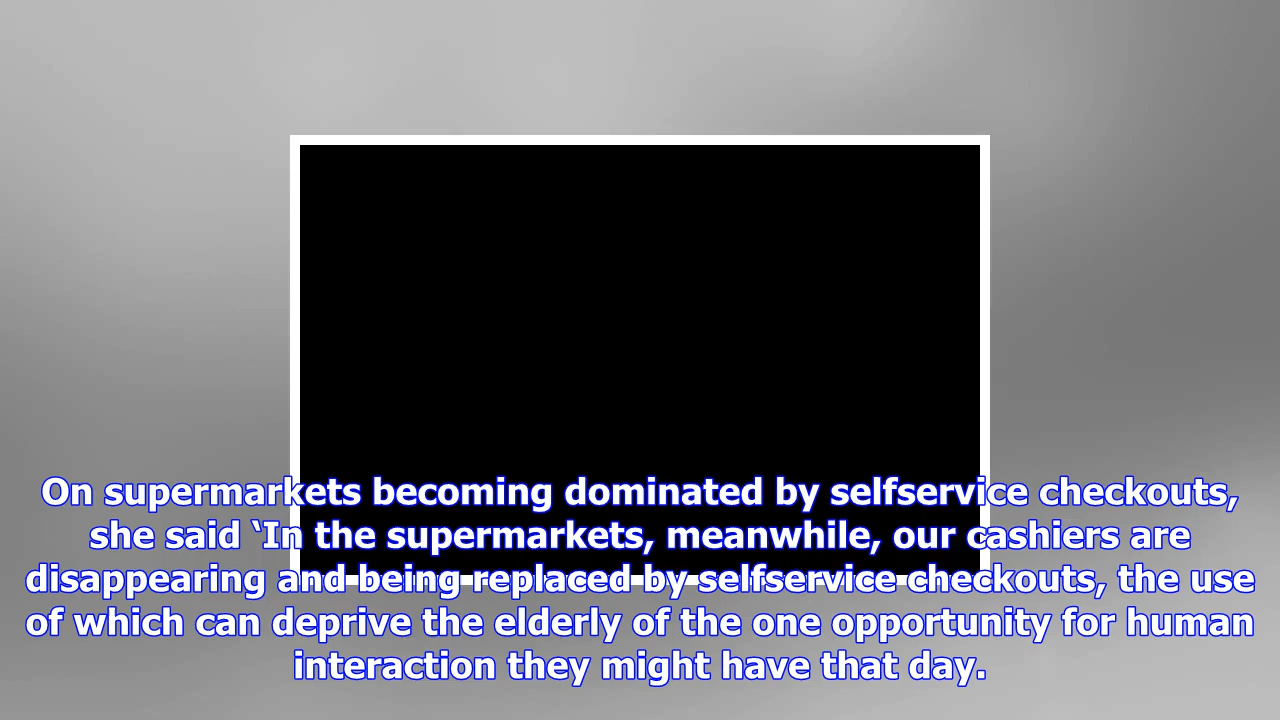 On supermarkets becoming dominated by selfservice checkouts,
she said ‘In the supermarkets, meanwhile, our cashiers are
disappearing and being replaced by selfservice checkouts, the use
of which can deprive the elderly of the one opportunity for human
interaction they might have that day.